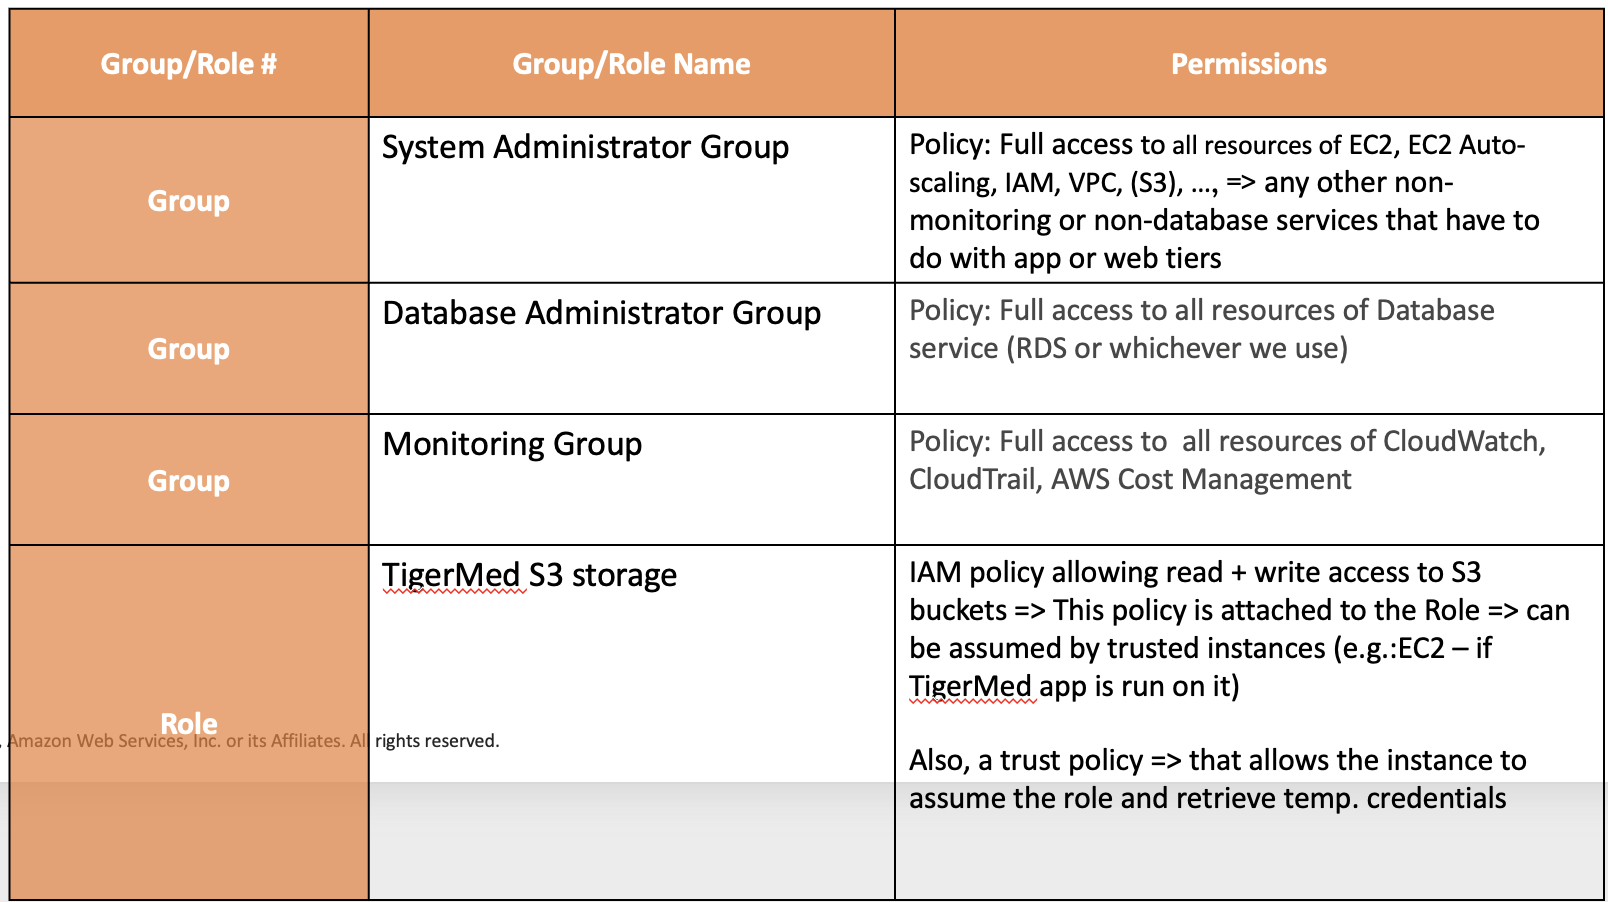 Group/Role #
Group/Role Name
Permissions
Group
System Administrator Group
Policy: Full access to all resources of EC2, EC2 Auto-
scaling, IAM, VPC, (S3), ..., => any other non-
monitoring or non-database services that have to
do with app or web tiers
Group
Database Administrator Group
Policy: Full access to all resources of Database
service (RDS or whichever we use)
Group
Monitoring Group
Policy: Full access to  all resources of CloudWatch,
CloudTrail, AWS Cost Management
Role
TigerMed S3 storage
IAM policy allowing read + write access to S3
buckets => This policy is attached to the Role => can
be assumed by trusted instances (e.g.:EC2 – if
TigerMed app is run on it)
Also, a trust policy => that allows the instance to
assume the role and retrieve temp. credentials
, Amazon Web Services, Inc. or its Affiliates. All rights reserved.